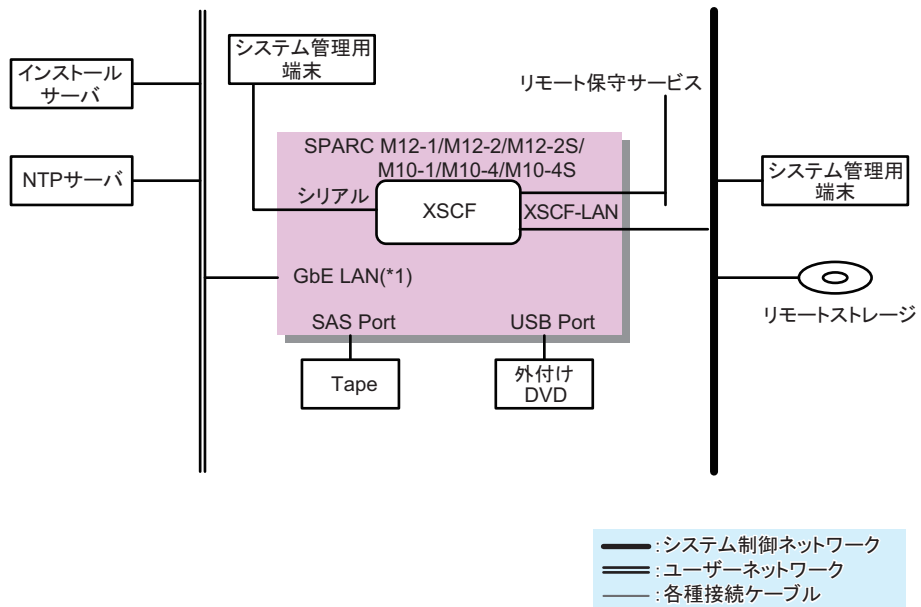 システム管理用
端末
インストール
サーバ
リモート保守サービス
SPARC M12-1/M12-2/M12-2S/
M10-1/M10-4/M10-4S
NTPサーバ
システム管理用
端末
シリアル
XSCF
XSCF-LAN
GbE LAN(*1)
リモートストレージ
SAS Port
USB Port
Tape
外付け
DVD
:システム制御ネットワーク
:ユーザーネットワーク
:各種接続ケーブル